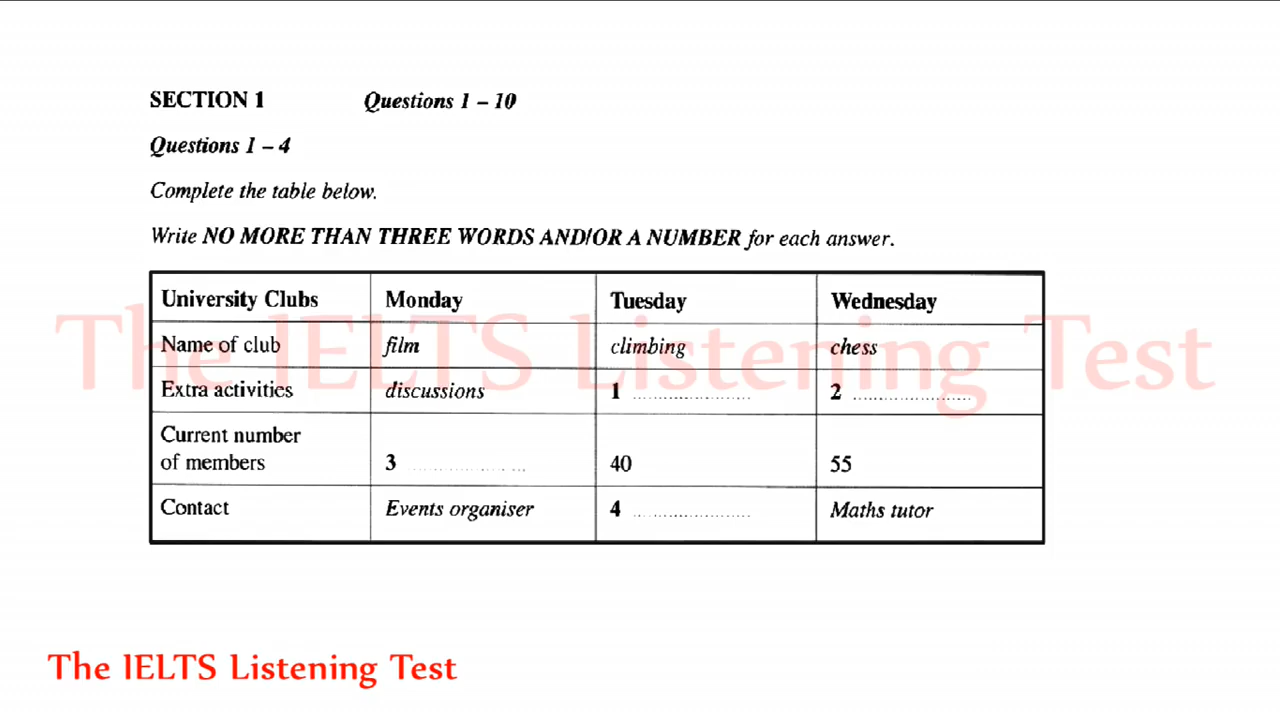 SECTION 1 Questions 1 – 10
Questions 1 – 4
Complete the table below.
Write NO MORE THAN THREE WORDS AND/OR A NUMBER for each answer.
University Clubs Monday Tuesday Wednesday
The IELTS Listening Test
Name of club film climbing chess
Extra activities discussions 1 .................... 2 ....................
Current number
of members 3 .................... 40 55
Contact Events organiser 4 .................... Maths tutor
The IELTS Listening Test